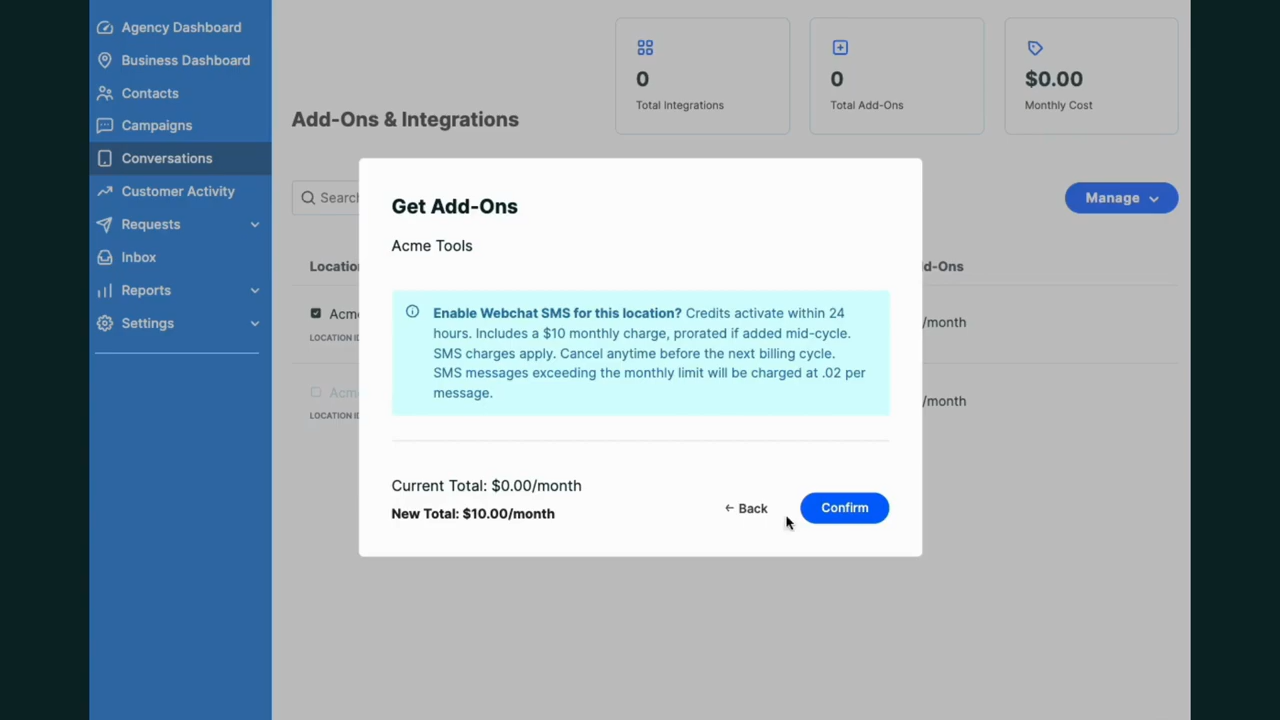 Agency Dashboard
Business Dashboard
Contacts
Campaigns
Conversations
Customer Activity
Requests
Inbox
Reports
Settings
0
Total Integrations
0
Total Add-Ons
$0.00
Monthly Cost
Add-Ons & Integrations
Search
Manage
Location
d-Ons
Acme
/month
LOCATION ID
Acme
/month
LOCATION ID
Get Add-Ons
Acme Tools
Enable Webchat SMS for this location? Credits activate within 24
hours. Includes a $10 monthly charge, prorated if added mid-cycle.
SMS charges apply. Cancel anytime before the next billing cycle.
SMS messages exceeding the monthly limit will be charged at .02 per
message.
Current Total: $0.00/month
New Total: $10.00/month
← Back
Confirm